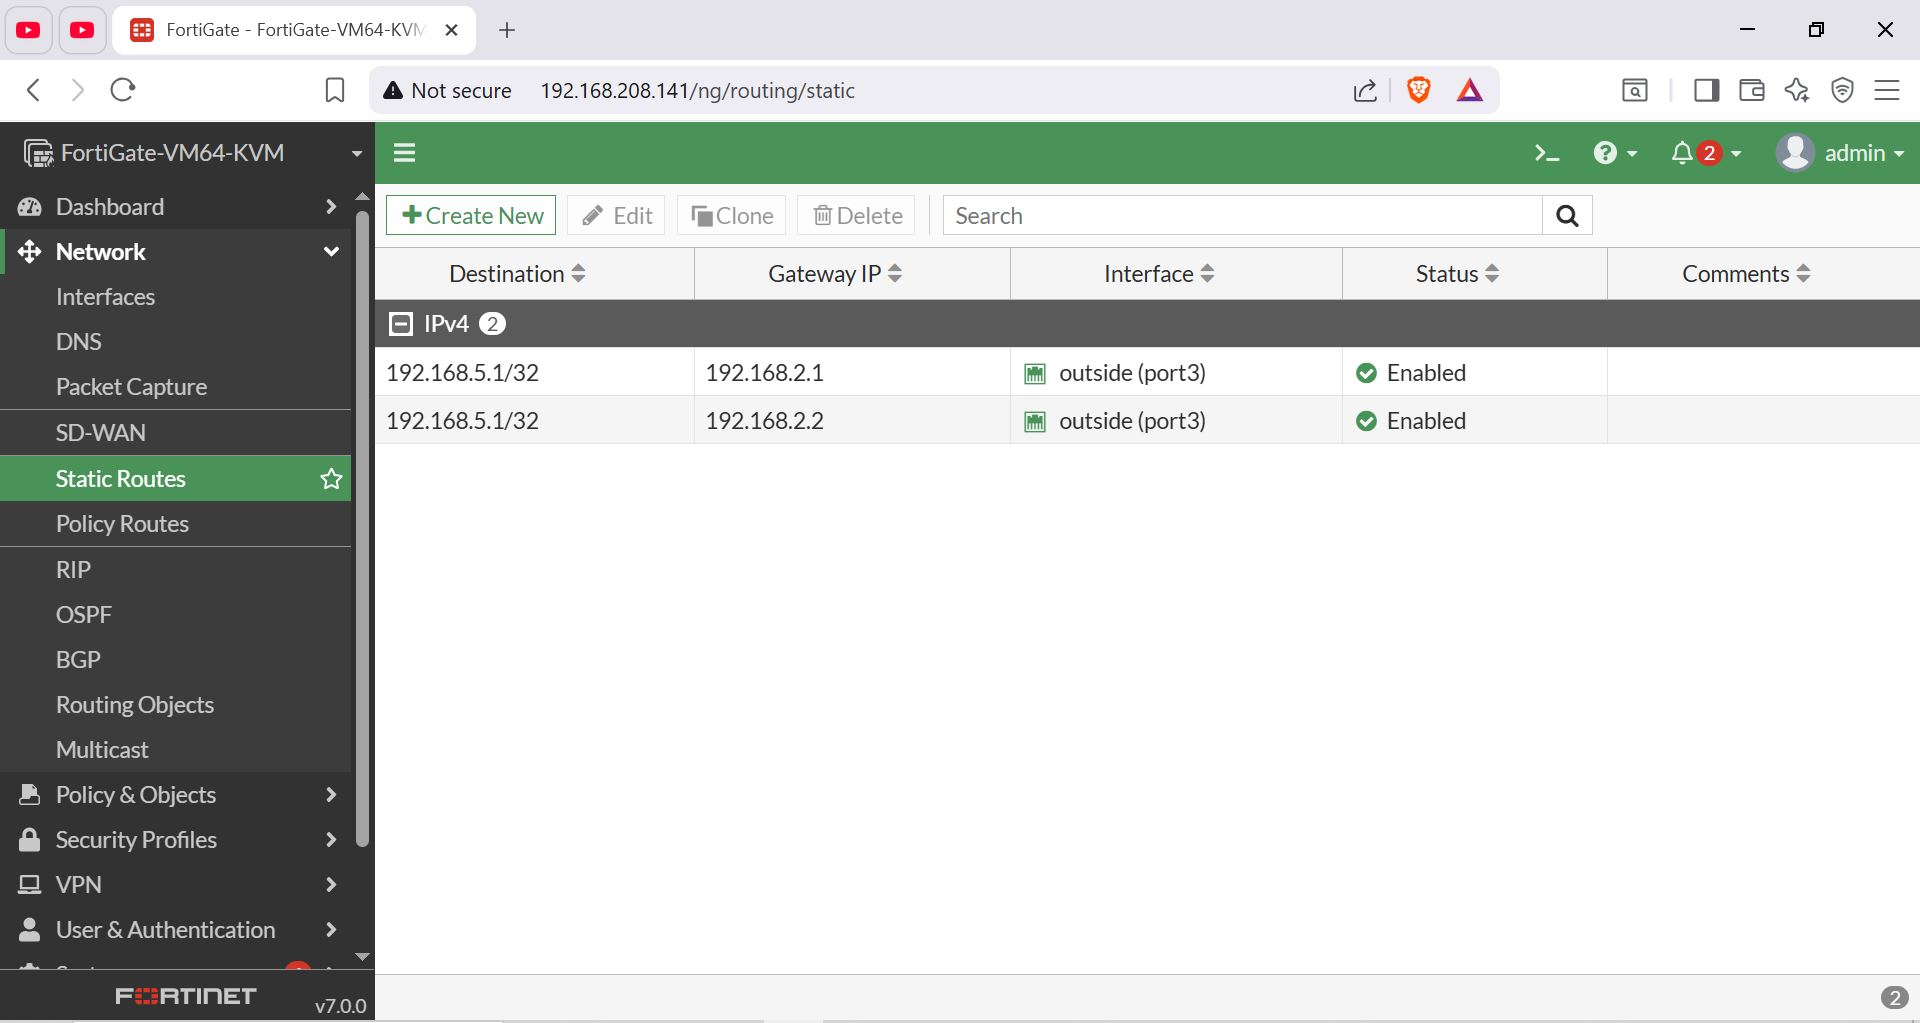 FortiGate - FortiGate-VM64-KVM
Not secure 192.168.208.141/ng/routing/static
FortiGate-VM64-KVM
2
admin
Dashboard
Network
Interfaces
DNS
Packet Capture
SD-WAN
Static Routes
Policy Routes
RIP
OSPF
BGP
Routing Objects
Multicast
Policy & Objects
Security Profiles
VPN
User & Authentication
FORTINET
v7.0.0
Create New Edit Clone Delete Search
Destination Gateway IP Interface Status Comments
IPv4 2
192.168.5.1/32 192.168.2.1 outside (port3) Enabled
192.168.5.1/32 192.168.2.2 outside (port3) Enabled
2